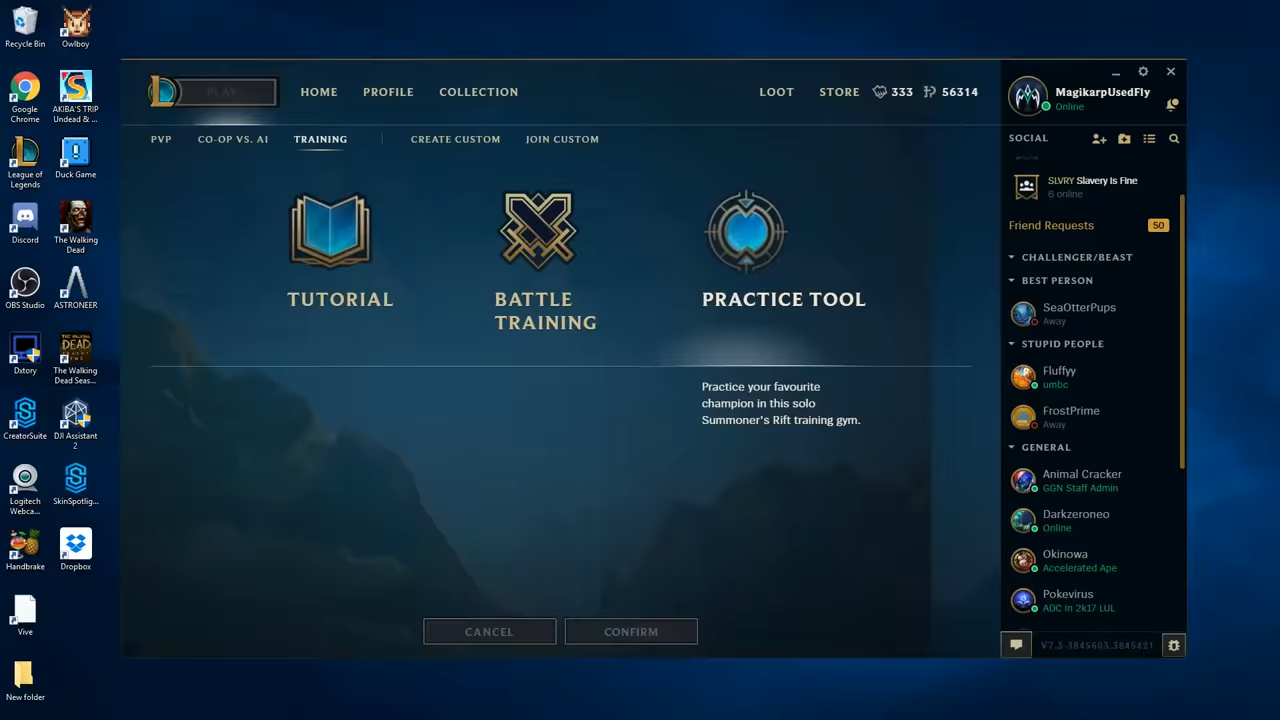 Recycle Bin
Owlboy
Google
Chrome
AKIBA'S TRIP
Undead & ...
League of
Legends
Duck Game
Discord
The Walking
Dead
OBS Studio
ASTRONEER
Dxtory
The Walking
Dead Seas...
CreatorSuite
DJI Assistant
2
Logitech
Webca...
SkinSpotlig...
Handbrake
Dropbox
Vive
New folder
PLAY
HOME
PROFILE
COLLECTION
LOOT
STORE
333
56314
PVP
CO-OP VS. AI
TRAINING
CREATE CUSTOM
JOIN CUSTOM
TUTORIAL
BATTLE
TRAINING
PRACTICE TOOL
Practice your favourite
champion in this solo
Summoner's Rift training gym.
CANCEL
CONFIRM
MagikarpUsedFly
Online
SOCIAL
SLVRY Slavery Is Fine
6 online
Friend Requests
50
CHALLENGER/BEAST
BEST PERSON
SeaOtterPups
Away
STUPID PEOPLE
Fluffyy
umbc
FrostPrime
Away
GENERAL
Animal Cracker
GGN Staff Admin
Darkzeroneo
Online
Okinowa
Accelerated Ape
Pokevirus
ADC in 2k17 LUL
V7.3-3845603.3845421